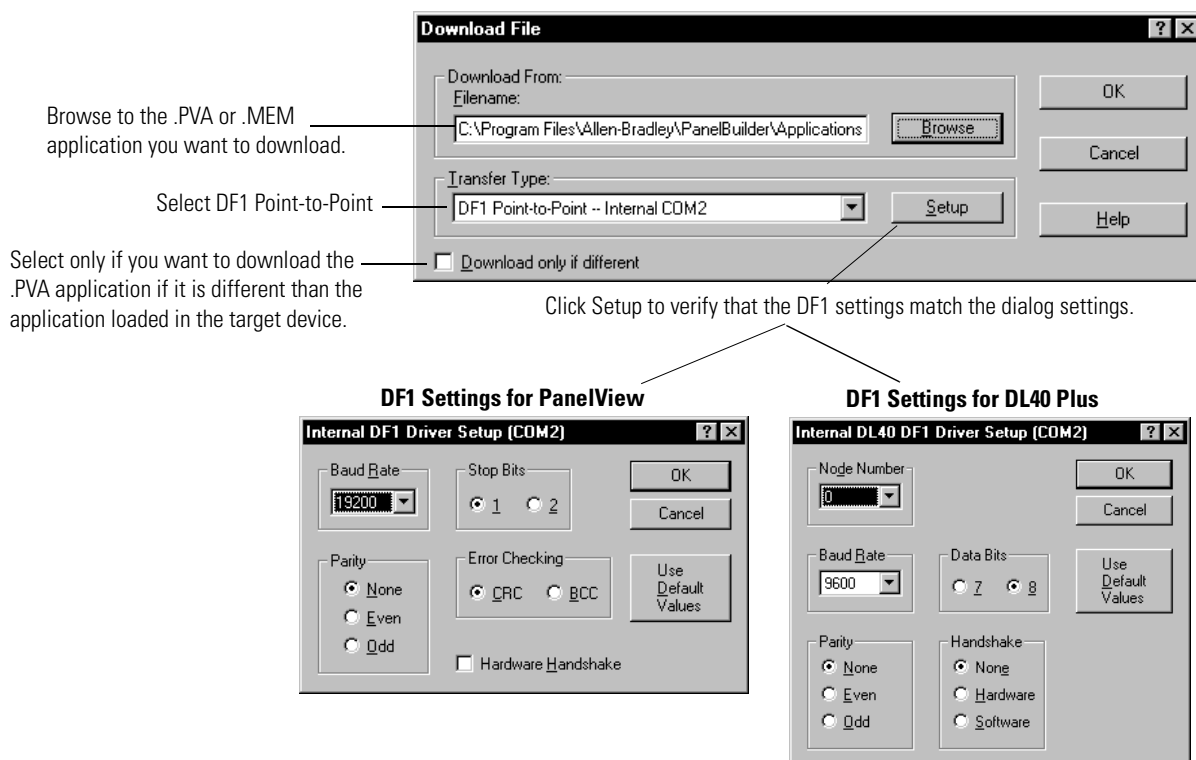 Download File
Download From:
Filename:
C:\Program Files\Allen-Bradley\PanelBuilder\Applications
Browse
OK
Cancel
Transfer Type:
DF1 Point-to-Point -- Internal COM2
Setup
Help
Download only if different
Browse to the .PVA or .MEM
application you want to download.
Select DF1 Point-to-Point
Select only if you want to download the
.PVA application if it is different than the
application loaded in the target device.
Click Setup to verify that the DF1 settings match the dialog settings.
DF1 Settings for PanelView
Internal DF1 Driver Setup (COM2)
Baud Rate
19200
Stop Bits
1 2
OK
Cancel
Parity
None
Even
Odd
Error Checking
CRC BCC
Use
Default
Values
Hardware Handshake
DF1 Settings for DL40 Plus
Internal DL40 DF1 Driver Setup (COM2)
Node Number
0
OK
Cancel
Baud Rate
9600
Data Bits
7 8
Use
Default
Values
Parity
None
Even
Odd
Handshake
None
Hardware
Software